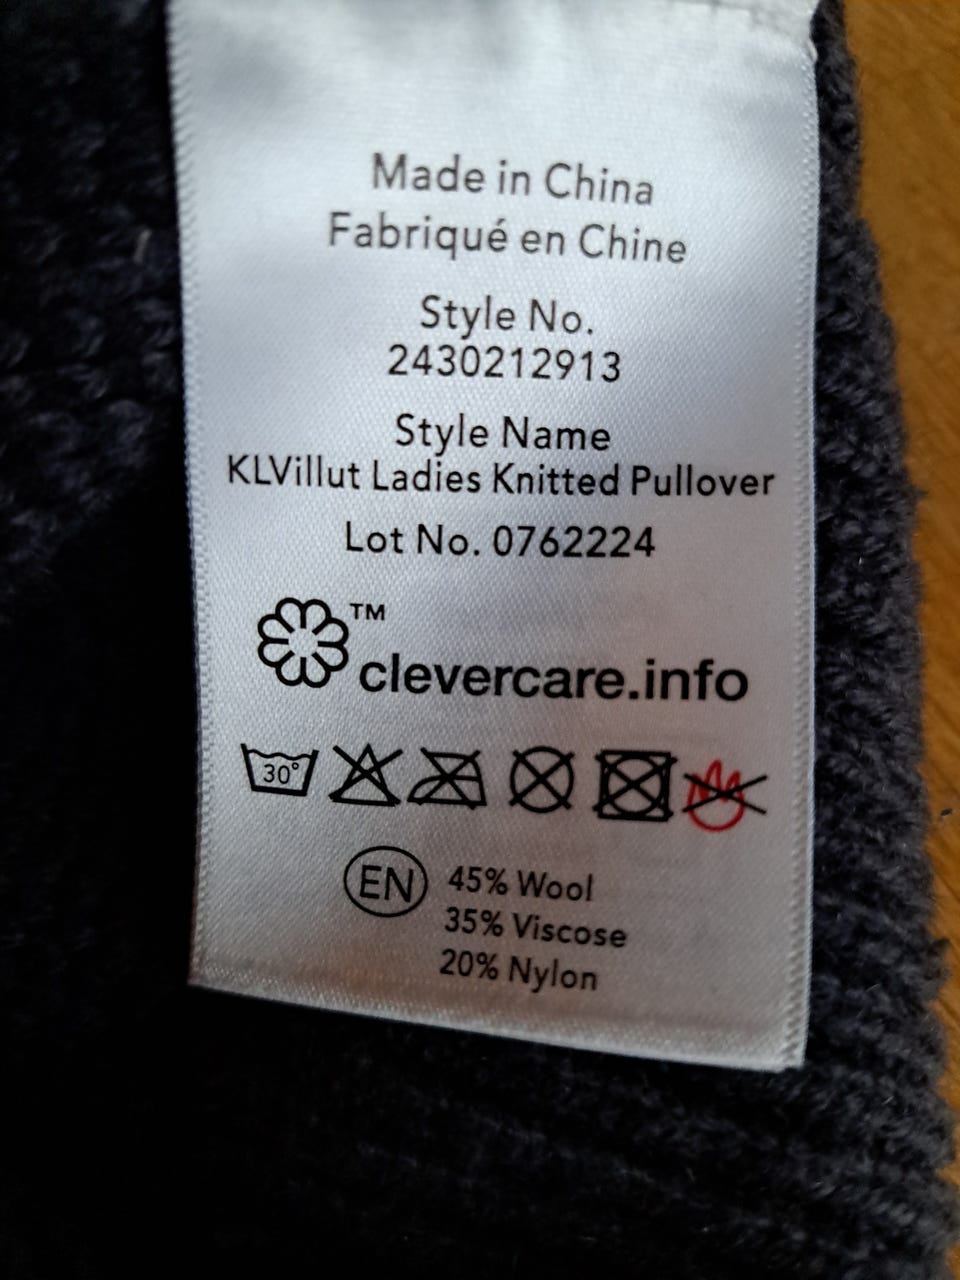 Made in China
Fabriqué en Chine
Style No.
2430212913
Style Name
KLVillut Ladies Knitted Pullover
Lot No. 0762224
TM
clevercare.info
30°
EN
45% Wool
35% Viscose
20% Nylon